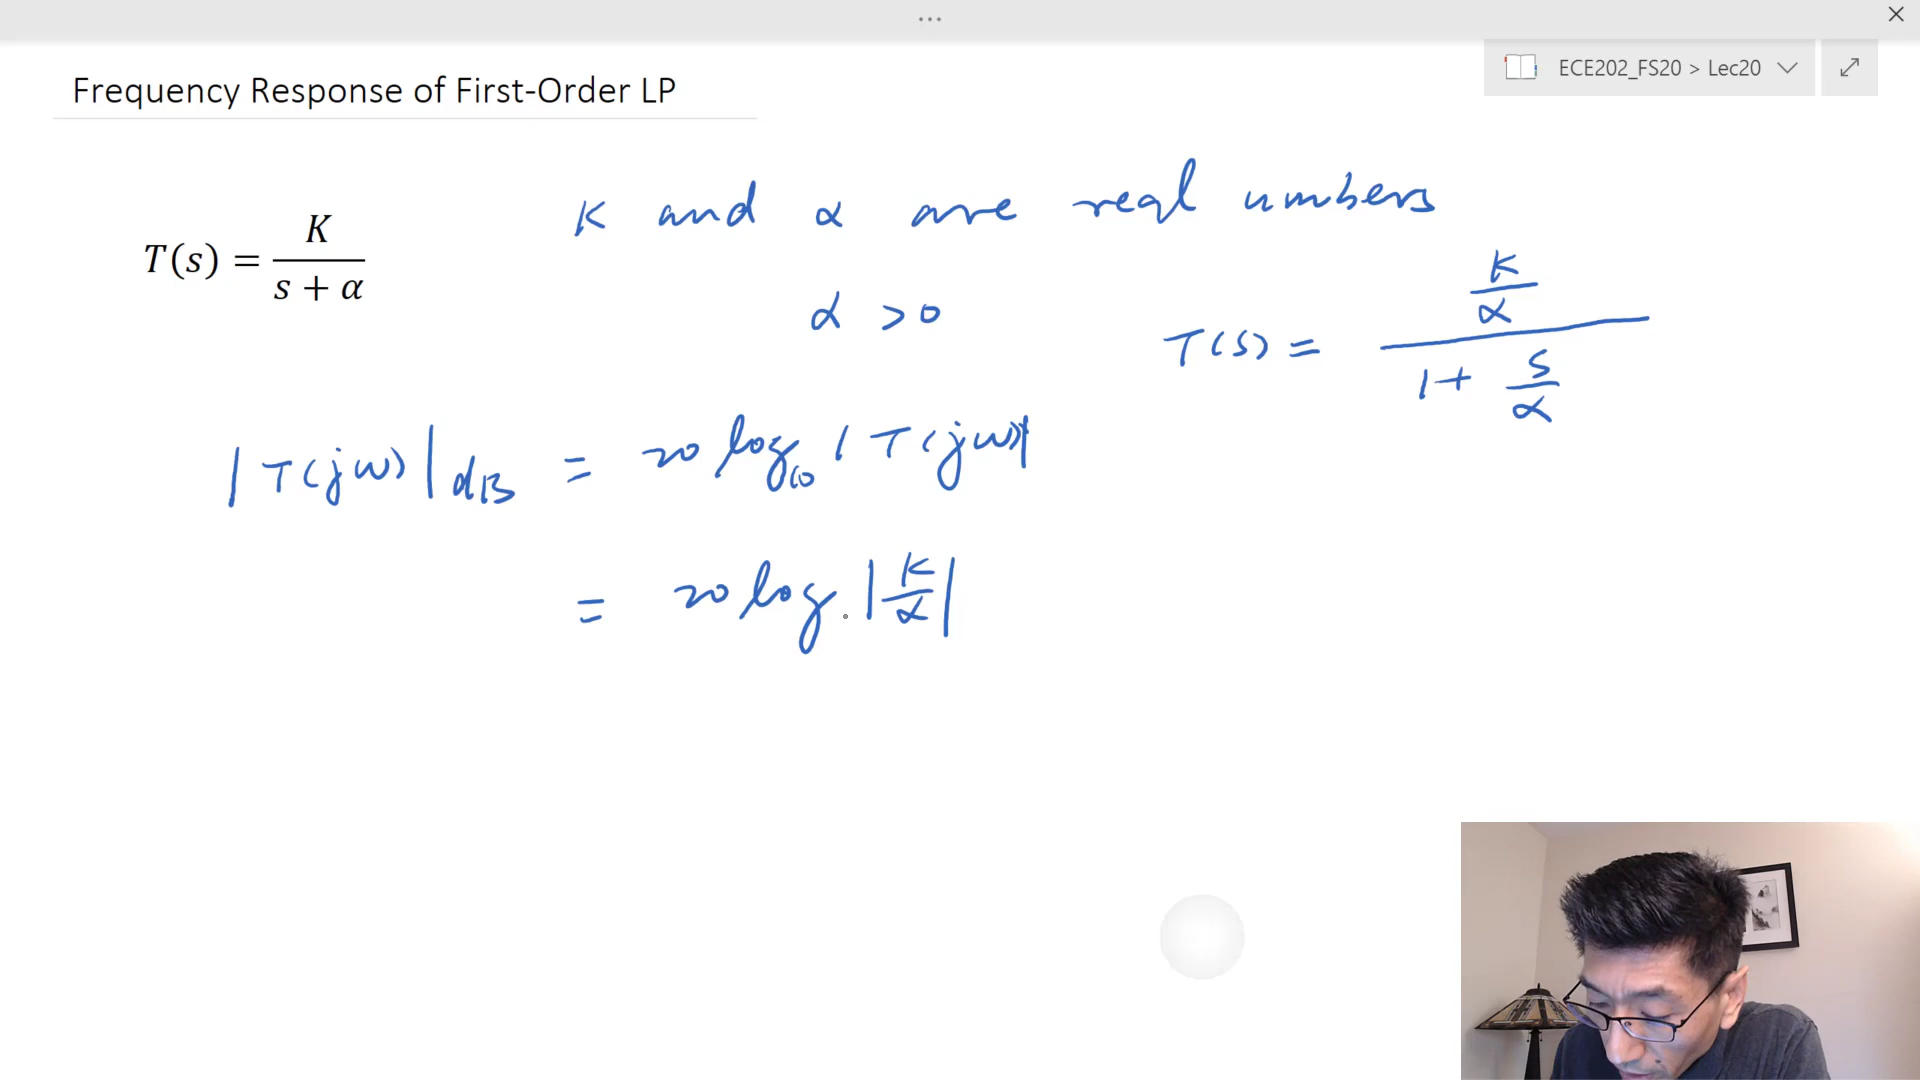 ...
ECE202_FS20 > Lec20
Frequency Response of First-Order LP
K and α are real numbers
T(s) = K / (s + α)
α > 0
T(s) = (K/α) / (1 + s/α)
|T(jω)|dB = 20 log10 |T(jω)|
= 20 log |K/α|